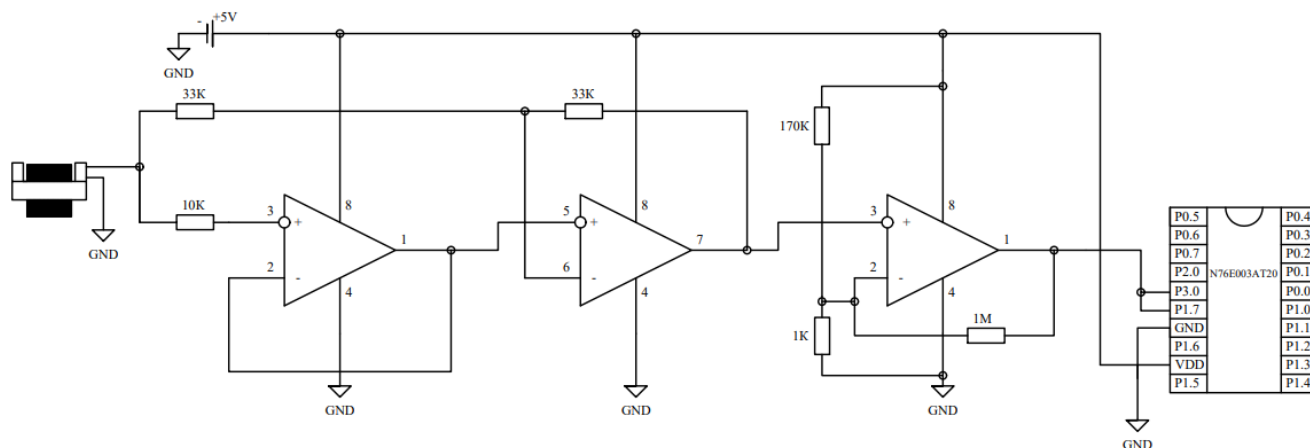 - +5V
GND
33K
33K
170K
10K
3
+
8
1
2
-
4
5
+
8
7
6
-
4
3
+
8
1
2
-
4
GND
1K
1M
GND
GND
GND
P0.5
P0.4
P0.6
P0.3
P0.7
P0.2
P2.0
N76E003AT20
P0.1
P3.0
P0.0
P1.7
P1.0
GND
P1.1
P1.6
P1.2
VDD
P1.3
P1.5
P1.4
GND